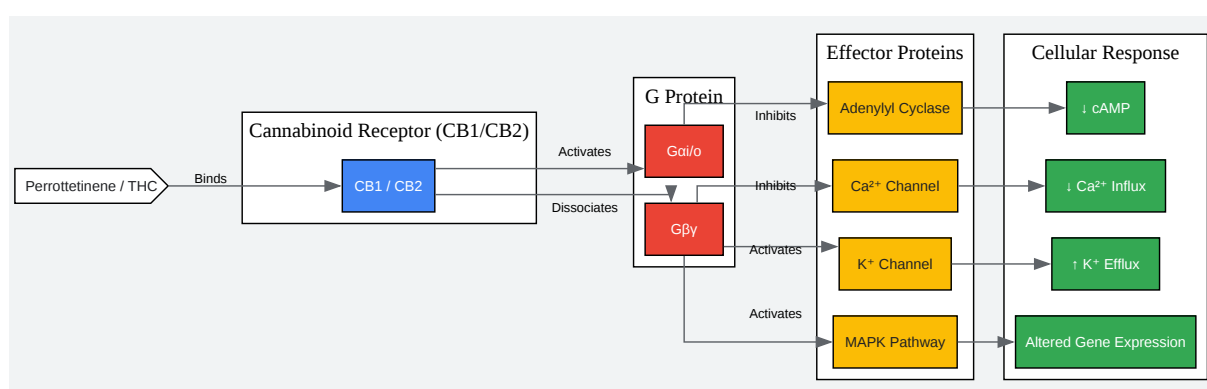 Perrottetinene / THC
Binds
Cannabinoid Receptor (CB1/CB2)
CB1 / CB2
Activates
Dissociates
G Protein
Gαi/o
Gβγ
Inhibits
Inhibits
Activates
Activates
Effector Proteins
Adenylyl Cyclase
Ca²⁺ Channel
K⁺ Channel
MAPK Pathway
Cellular Response
↓ cAMP
↓ Ca²⁺ Influx
↑ K⁺ Efflux
Altered Gene Expression